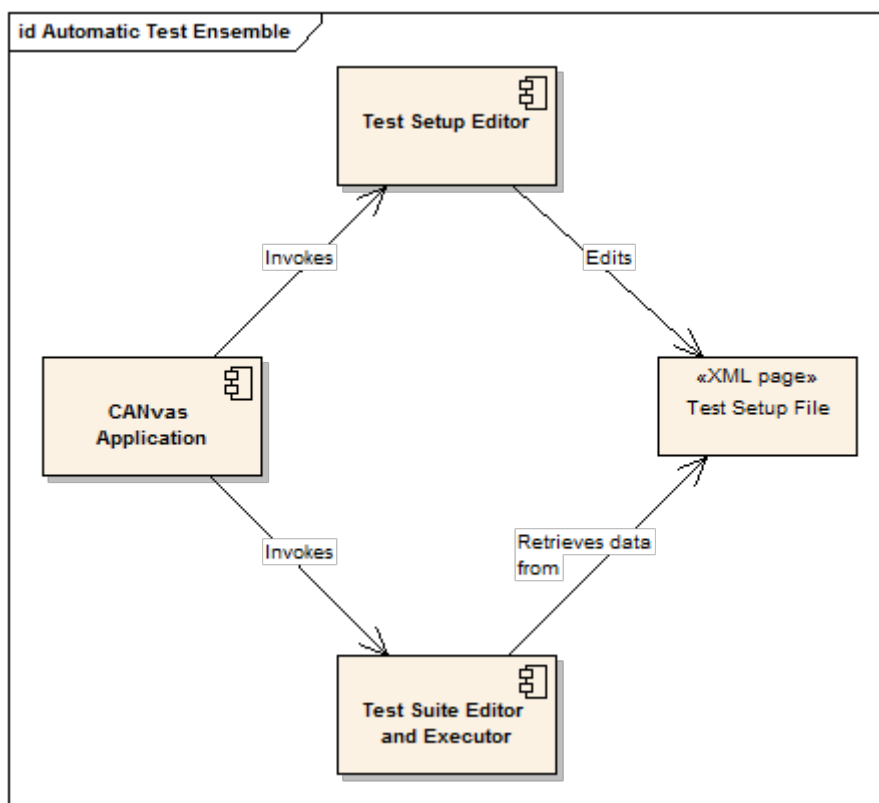 id Automatic Test Ensemble
Test Setup Editor
Invokes
Edits
CANvas
Application
«XML page»
Test Setup File
Invokes
Retrieves data
from
Test Suite Editor
and Executor